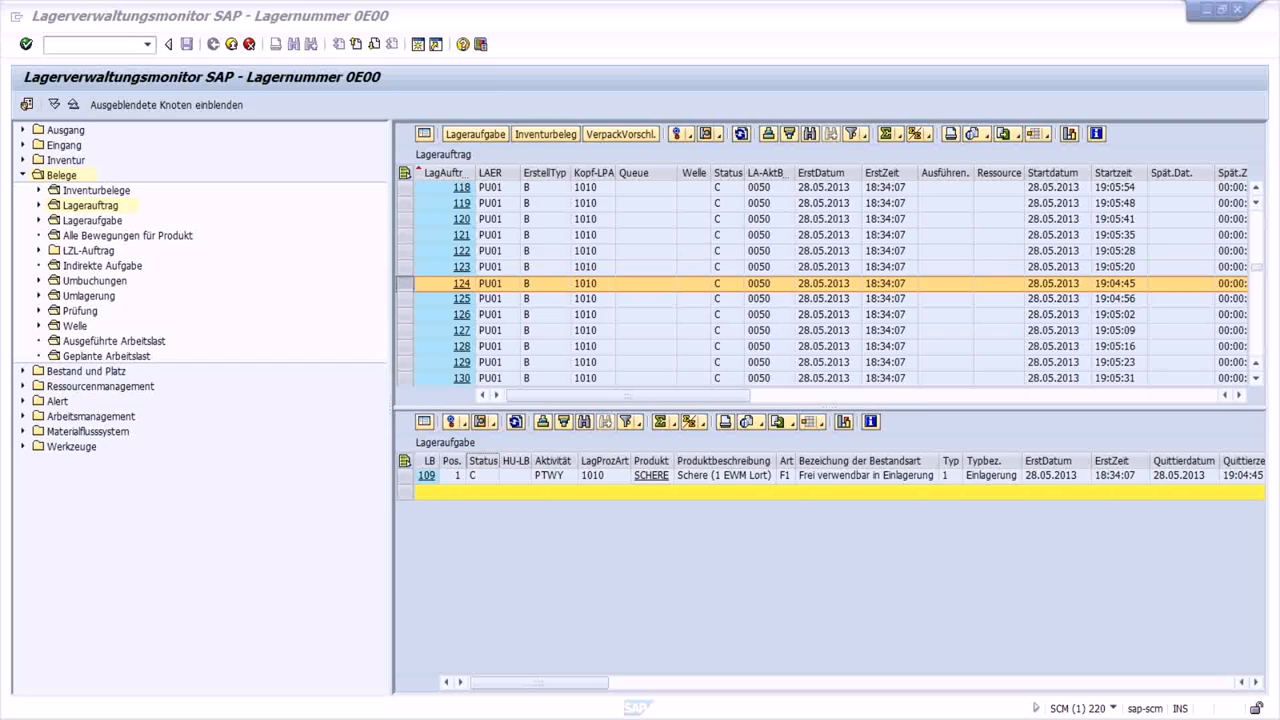 Lagerverwaltungsmonitor SAP - Lagernummer 0E00
Lagerverwaltungsmonitor SAP - Lagernummer 0E00
Ausgeblendete Knoten einblenden
Ausgang
Eingang
Inventur
Belege
Inventurbelege
Lagerauftrag
Lageraufgabe
Alle Bewegungen für Produkt
LZL-Auftrag
Indirekte Aufgabe
Umbuchungen
Umlagerung
Prüfung
Welle
Ausgeführte Arbeitslast
Geplante Arbeitslast
Bestand und Platz
Ressourcenmanagement
Alert
Arbeitsmanagement
Materialflusssystem
Werkzeuge
Lageraufgabe Inventurbeleg VerpackVorschl.
Lagerauftrag
LagAuftr... LAER ErstellTyp Kopf-LPA Queue Welle Status LA-AktB... ErstDatum ErstZeit Ausführen. Ressource Startdatum Startzeit Spät.Dat. Spät.Z
118 PU01 B 1010 C 0050 28.05.2013 18:34:07 28.05.2013 19:05:54 00:00:
119 PU01 B 1010 C 0050 28.05.2013 18:34:07 28.05.2013 19:05:48 00:00:
120 PU01 B 1010 C 0050 28.05.2013 18:34:07 28.05.2013 19:05:41 00:00:
121 PU01 B 1010 C 0050 28.05.2013 18:34:07 28.05.2013 19:05:35 00:00:
122 PU01 B 1010 C 0050 28.05.2013 18:34:07 28.05.2013 19:05:28 00:00:
123 PU01 B 1010 C 0050 28.05.2013 18:34:07 28.05.2013 19:05:20 00:00:
124 PU01 B 1010 C 0050 28.05.2013 18:34:07 28.05.2013 19:04:45 00:00:
125 PU01 B 1010 C 0050 28.05.2013 18:34:07 28.05.2013 19:04:56 00:00:
126 PU01 B 1010 C 0050 28.05.2013 18:34:07 28.05.2013 19:05:02 00:00:
127 PU01 B 1010 C 0050 28.05.2013 18:34:07 28.05.2013 19:05:09 00:00:
128 PU01 B 1010 C 0050 28.05.2013 18:34:07 28.05.2013 19:05:16 00:00:
129 PU01 B 1010 C 0050 28.05.2013 18:34:07 28.05.2013 19:05:23 00:00:
130 PU01 B 1010 C 0050 28.05.2013 18:34:07 28.05.2013 19:05:31 00:00:
Lageraufgabe
LB Pos. Status HU-LB Aktivität LagProzArt Produkt Produktbeschreibung Art Bezeichung der Bestandsart Typ Typbez. ErstDatum ErstZeit Quittierdatum Quittierze
109 1 C PTWY 1010 SCHERE Schere (1 EWM Lort) F1 Frei verwendbar in Einlagerung 1 Einlagerung 28.05.2013 18:34:07 28.05.2013 19:04:45
SAP
SCM (1) 220 sap-scm INS